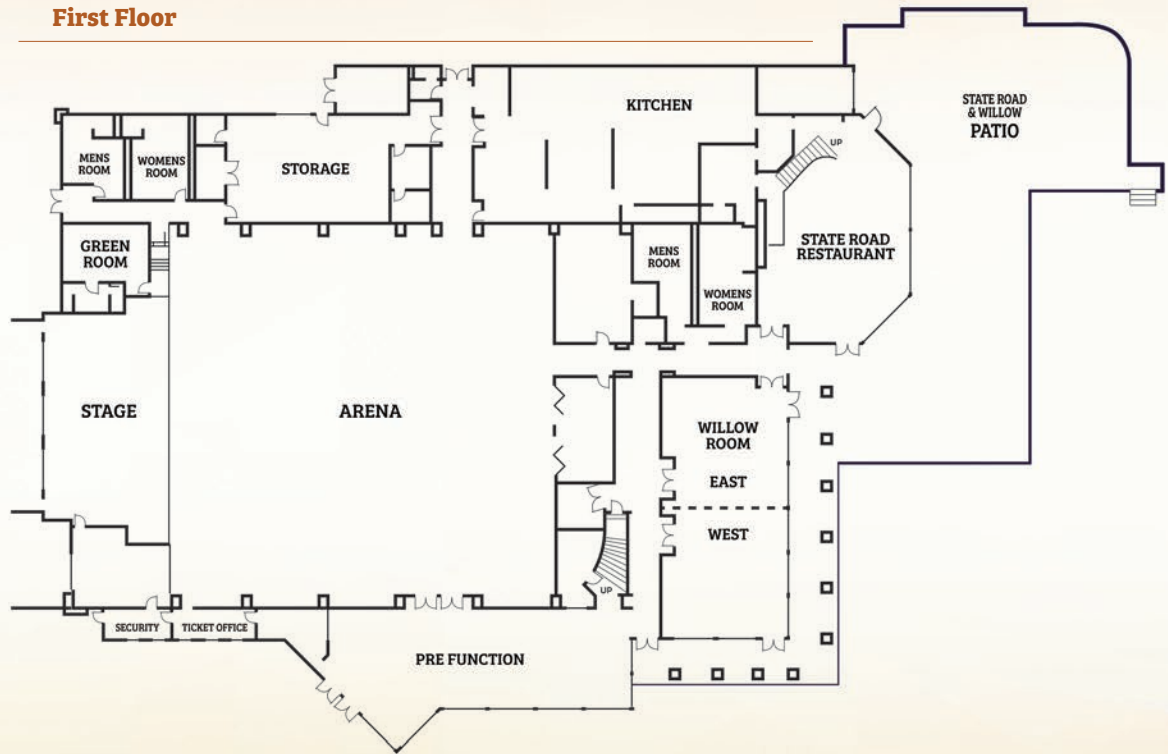 First Floor
STATE ROAD
& WILLOW
PATIO
KITCHEN
UP
MENS
ROOM
WOMENS
ROOM
STORAGE
GREEN
ROOM
MENS
ROOM
WOMENS
ROOM
STATE ROAD
RESTAURANT
STAGE
ARENA
WILLOW
ROOM
EAST
WEST
UP
SECURITY
TICKET OFFICE
PRE FUNCTION